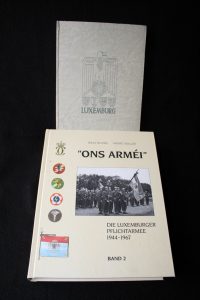 LUXEMBURG
"ONS ARMÉI"
DIE LUXEMBURGER
PFLICHTARMEE
1944-1967
BAND 2